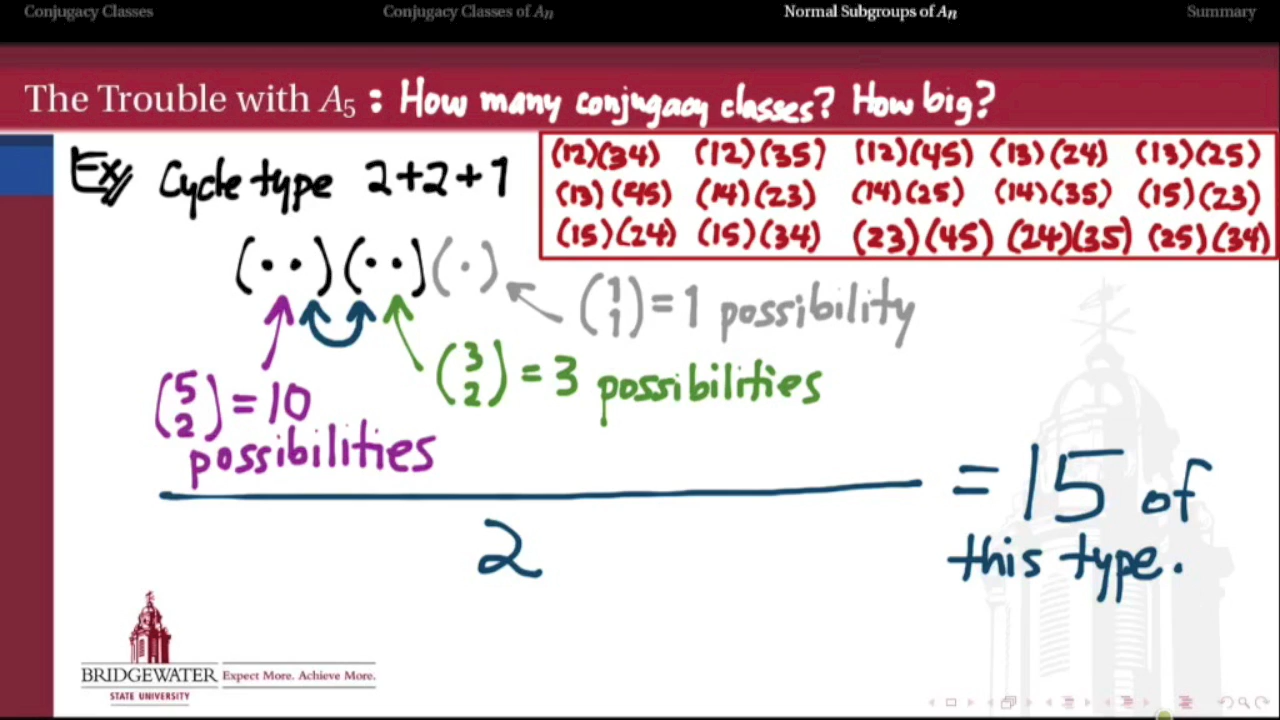 Conjugacy Classes Conjugacy Classes of An Normal Subgroups of An Summary
The Trouble with A5 : How many conjugacy classes? How big?
Ex/ Cycle type 2+2+1
(12)(34) (12)(35) (12)(45) (13)(24) (13)(25)
(13)(45) (14)(23) (14)(25) (14)(35) (15)(23)
(15)(24) (15)(34) (23)(45) (24)(35) (25)(34)
(··)(··)(·)
(1 1) = 1 possibility
(3 2) = 3 possibilities
(5 2) = 10
possibilities
2
= 15 of
this type.
BRIDGEWATER Expect More. Achieve More.
STATE UNIVERSITY